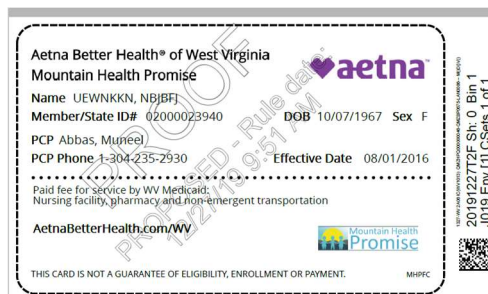 Aetna Better Health® of West Virginia
Mountain Health Promise
aetna™
Name UEWNKKN, NBJBFJ
Member/State ID# 02000023940 DOB 10/07/1967 Sex F
PCP Abbas, Muneel
PCP Phone 1-304-235-2930 Effective Date 08/01/2016
Paid fee for service by WV Medicaid:
Nursing facility, pharmacy and non-emergent transportation
AetnaBetterHealth.com/WV
Mountain Health
Promise
THIS CARD IS NOT A GUARANTEE OF ELIGIBILITY, ENROLLMENT OR PAYMENT. MHPFC
PROOF
PROPOSED - Rule date:
12/27/19 9:51 AM
20191227T2F Sh: 0 Bin 1
J019 Env [1] CSets 1 of 1